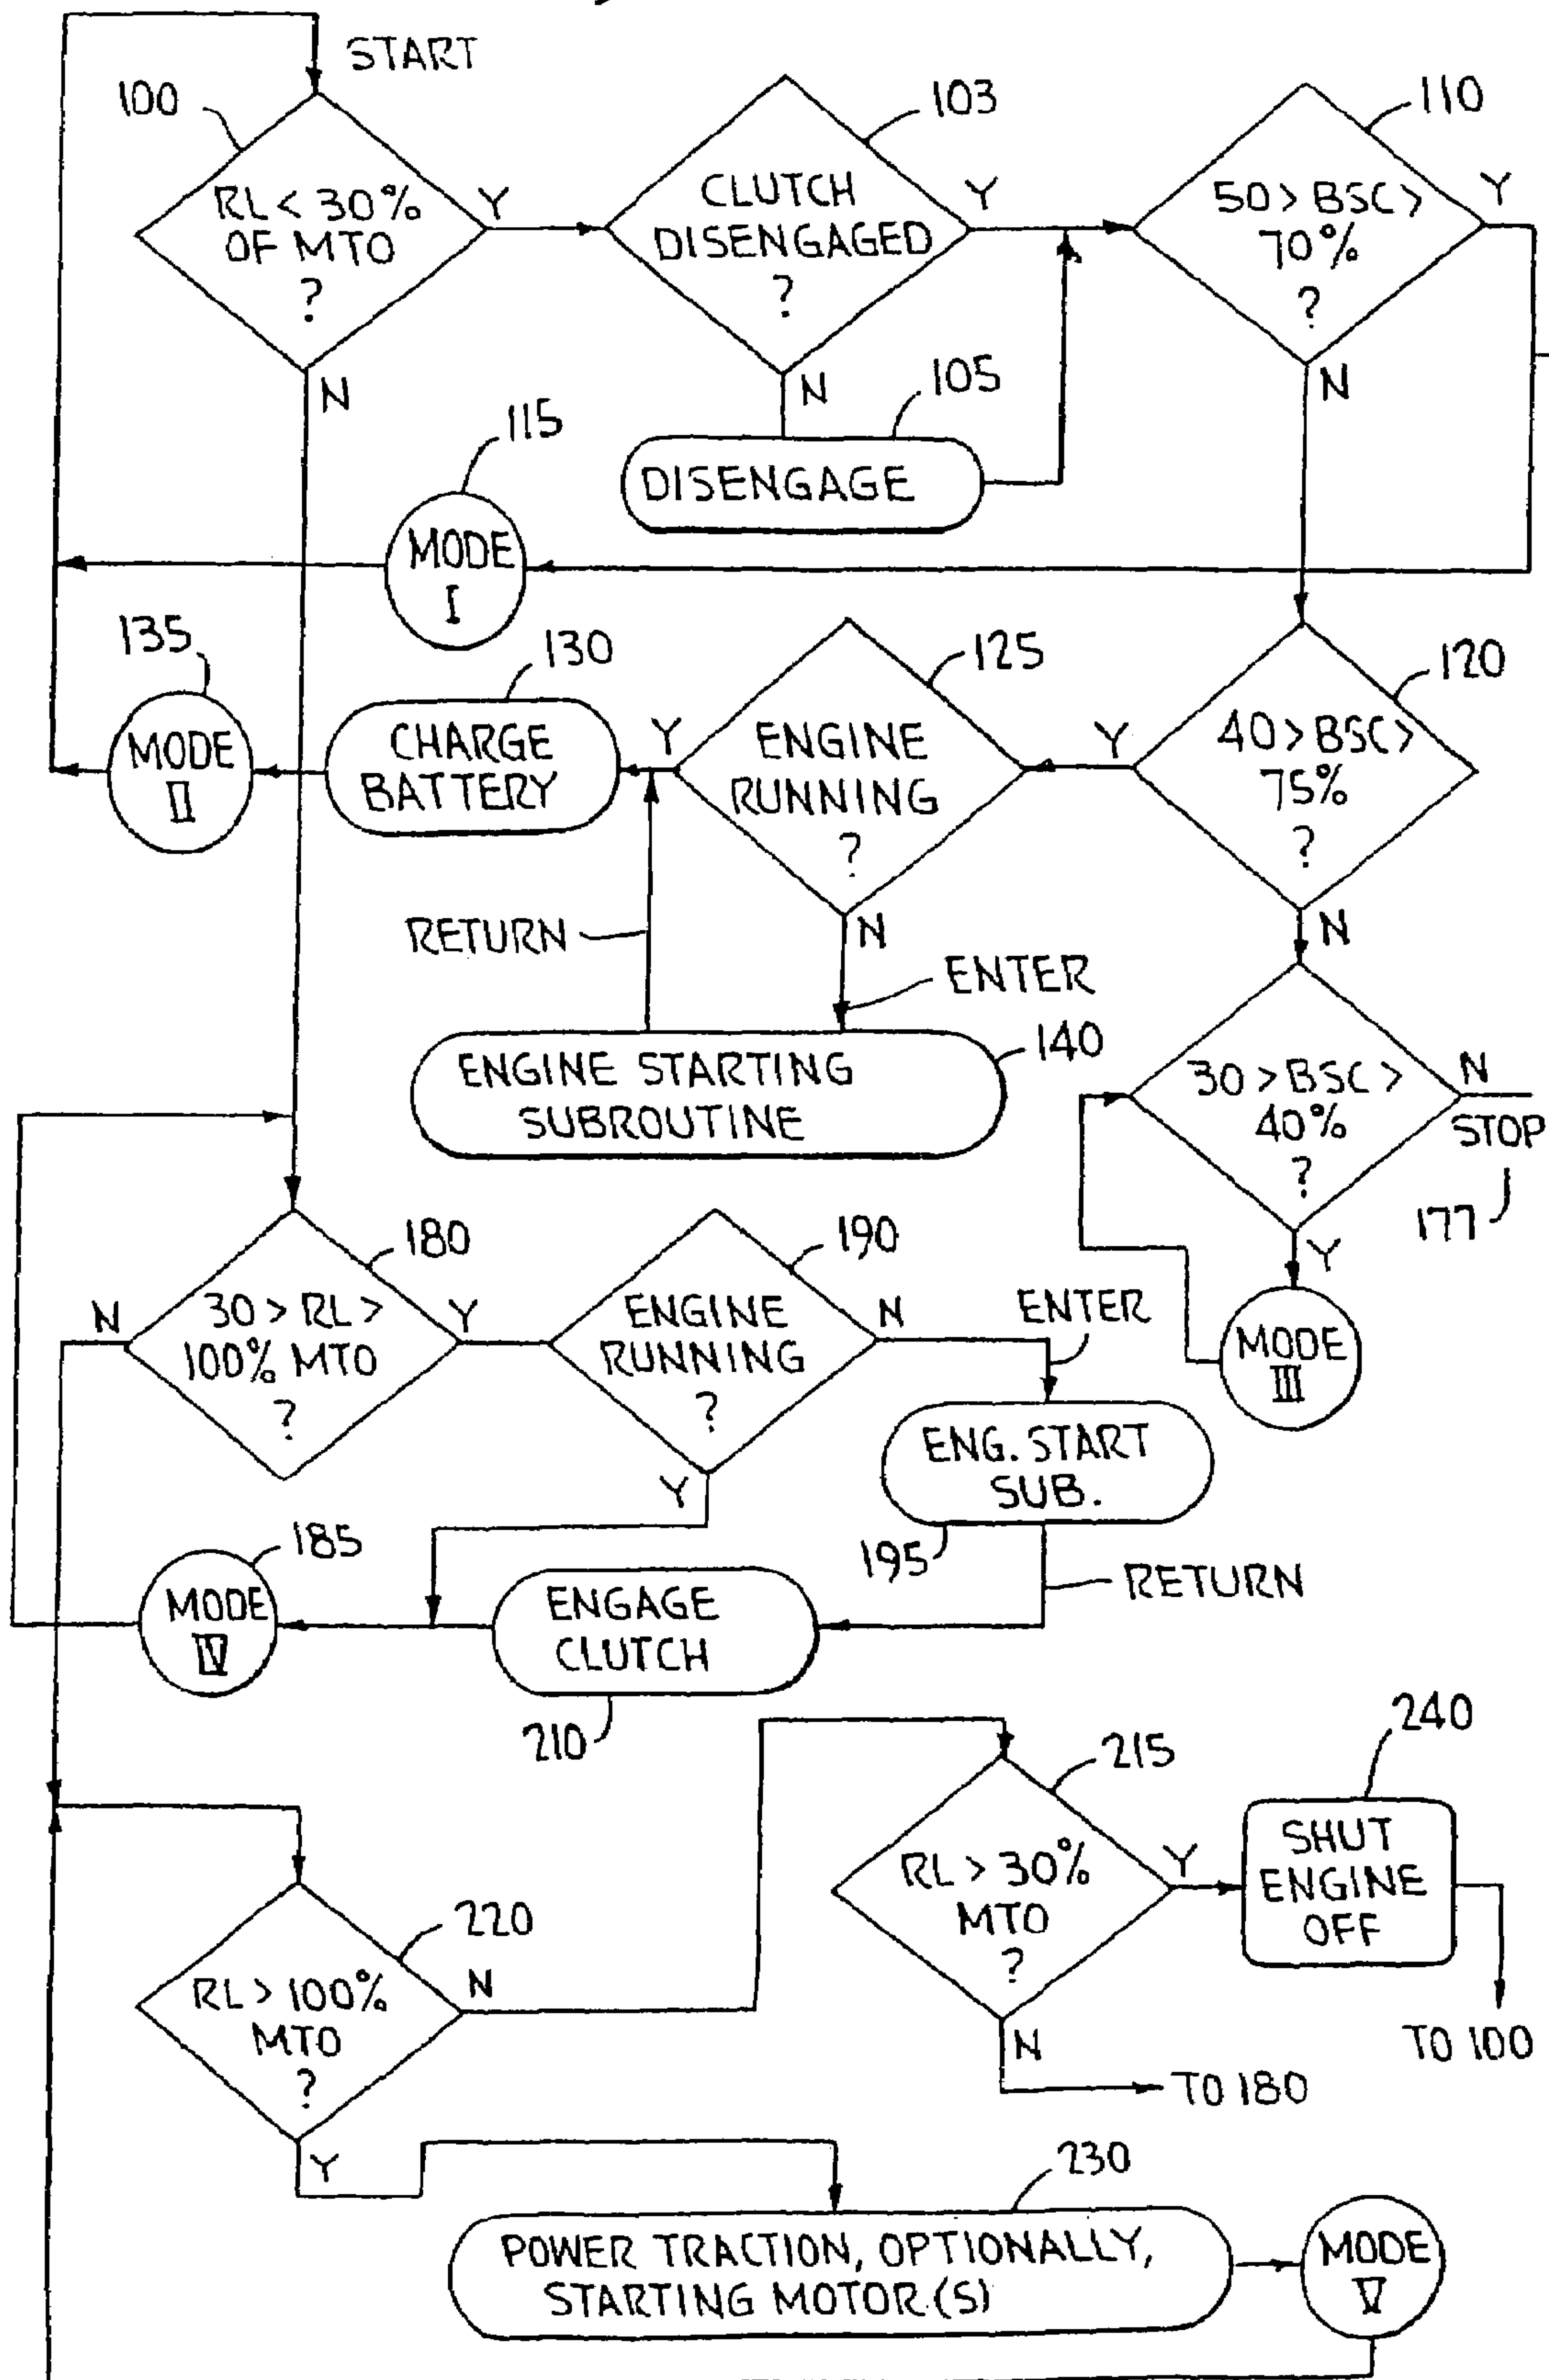 START
100
RL < 30%
OF MTO
?
Y
N
103
CLUTCH
DISENGAGED
?
Y
N
110
50 > BSC >
70%
?
Y
N
105
DISENGAGE
115
MODE
I
135
MODE
II
130
CHARGE
BATTERY
Y
125
ENGINE
RUNNING
?
N
Y
120
40 > BSC >
75%
?
N
RETURN
ENTER
140
ENGINE STARTING
SUBROUTINE
30 > BSC >
40%
?
N
STOP
177
Y
MODE
III
180
N
30 > RL >
100% MTO
?
Y
190
ENGINE
RUNNING
?
N
Y
ENTER
ENG. START
SUB.
195
RETURN
185
MODE
IV
ENGAGE
CLUTCH
210
215
RL > 30%
MTO
?
Y
N
TO 180
240
SHUT
ENGINE
OFF
TO 100
220
RL > 100%
MTO
?
N
Y
230
POWER TRACTION, OPTIONALLY,
STARTING MOTOR(S)
MODE
V